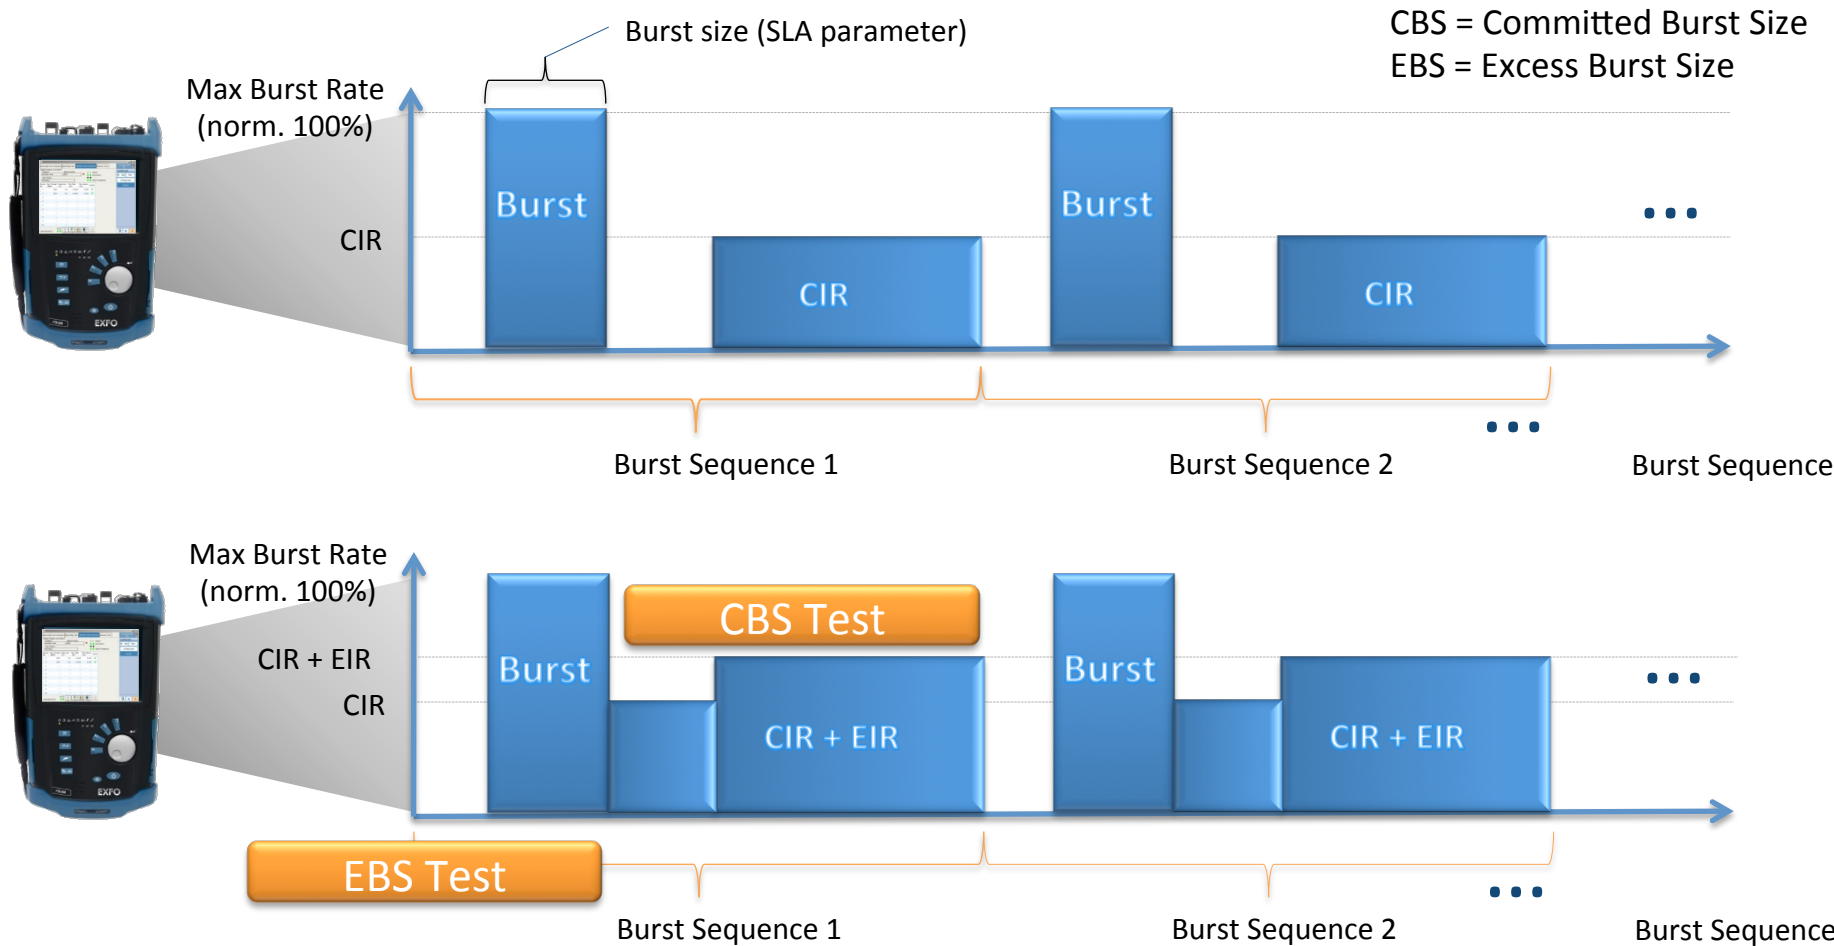 Burst size (SLA parameter)
CBS = Committed Burst Size
EBS = Excess Burst Size
Max Burst Rate
(norm. 100%)
CIR
Burst
CIR
Burst
CIR
...
EXFO
Burst Sequence 1
Burst Sequence 2
...
Burst Sequence
Max Burst Rate
(norm. 100%)
CIR + EIR
CIR
Burst
CBS Test
CIR + EIR
Burst
CIR + EIR
...
EXFO
EBS Test
Burst Sequence 1
Burst Sequence 2
...
Burst Sequence